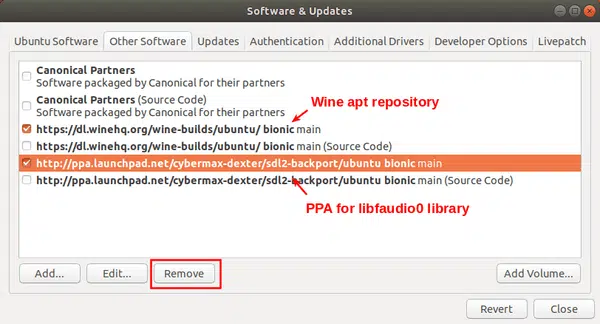 Software & Updates
Ubuntu Software Other Software Updates Authentication Additional Drivers Developer Options Livepatch
Canonical Partners
Software packaged by Canonical for their partners
Canonical Partners (Source Code)
Software packaged by Canonical for their partners
Wine apt repository
https://dl.winehq.org/wine-builds/ubuntu/ bionic main
https://dl.winehq.org/wine-builds/ubuntu/ bionic main (Source Code)
http://ppa.launchpad.net/cybermax-dexter/sdl2-backport/ubuntu bionic main
http://ppa.launchpad.net/cybermax-dexter/sdl2-backport/ubuntu bionic main (Source Code)
PPA for libfaudio0 library
Add... Edit... Remove Add Volume...
Revert Close